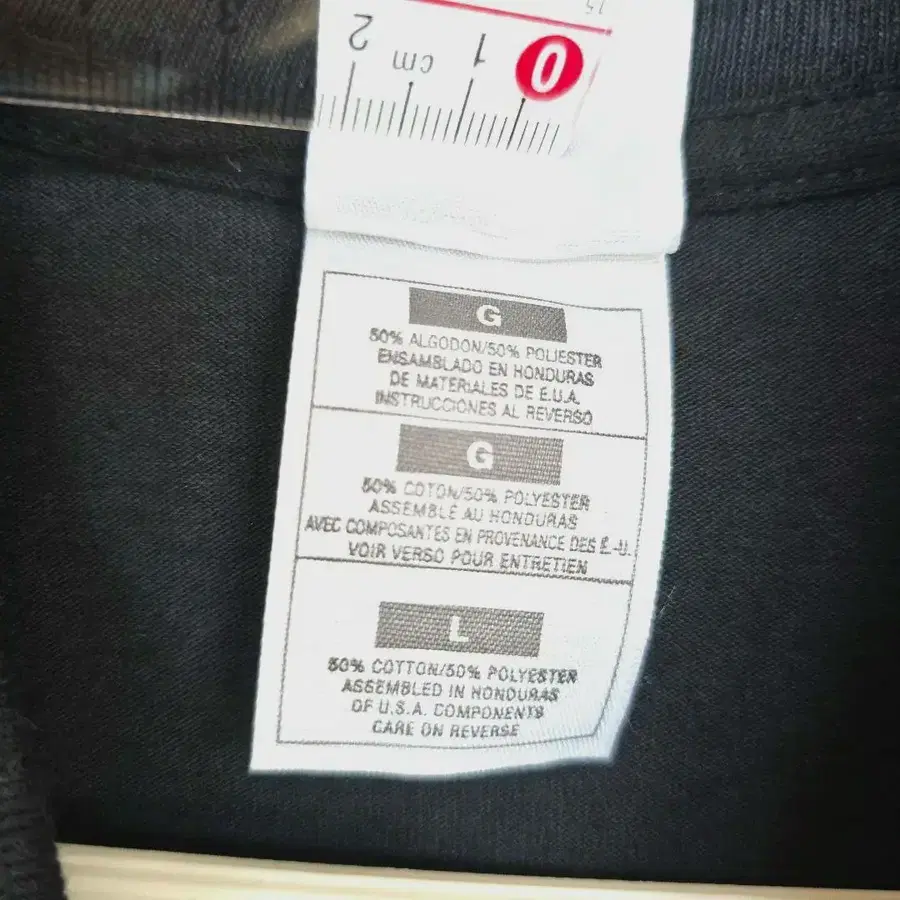 2 cm 1 0
G
50% ALGODON/50% POLIESTER
ENSAMBLADO EN HONDURAS
DE MATERIALES DE E.U.A.
INSTRUCCIONES AL REVERSO
G
50% COTON/50% POLYESTER
ASSEMBLÉ AU HONDURAS
AVEC COMPOSANTES EN PROVENANCE DES É.-U.
VOIR VERSO POUR ENTRETIEN
L
50% COTTON/50% POLYESTER
ASSEMBLED IN HONDURAS
OF U.S.A. COMPONENTS
CARE ON REVERSE